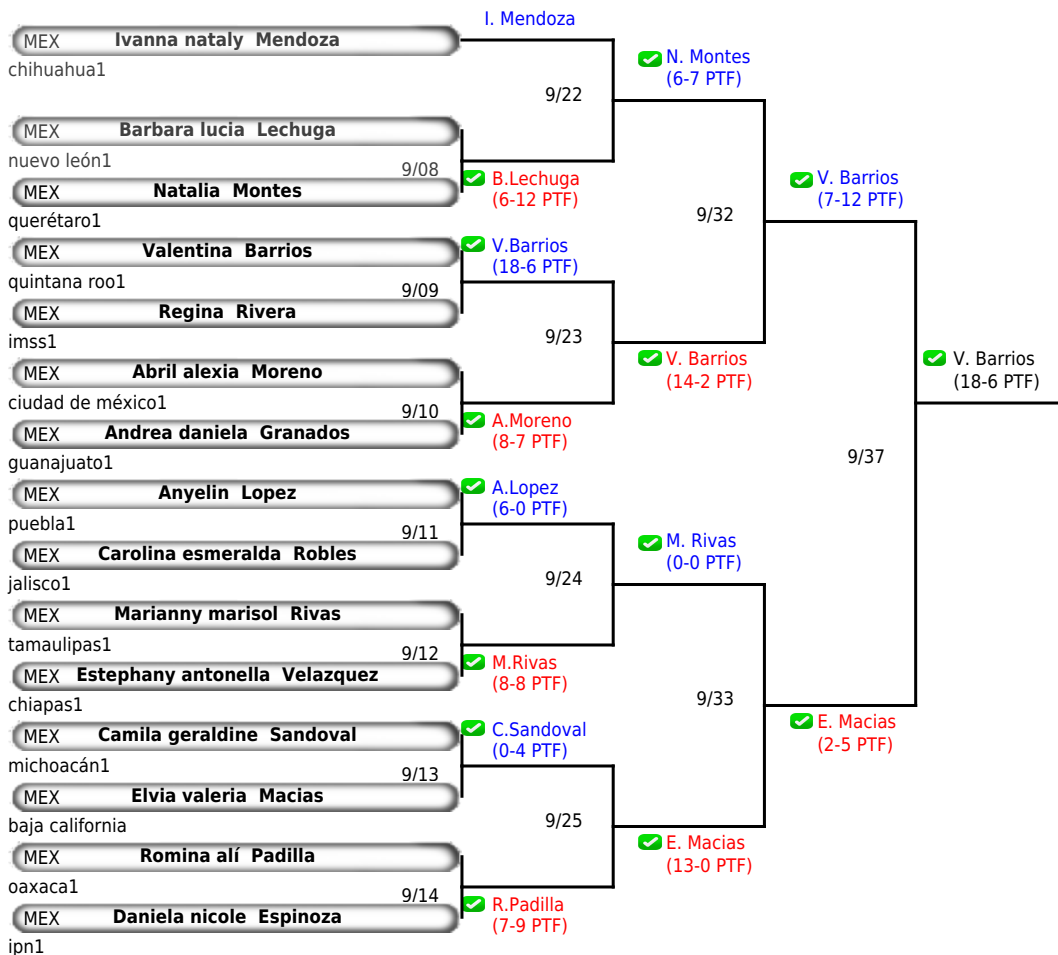 I. Mendoza
MEX Ivanna nataly Mendoza
chihuahua1
N. Montes
(6-7 PTF)
9/22
MEX Barbara lucia Lechuga
nuevo león1
9/08
MEX Natalia Montes
querétaro1
B.Lechuga
(6-12 PTF)
V. Barrios
(7-12 PTF)
9/32
MEX Valentina Barrios
quintana roo1
V.Barrios
(18-6 PTF)
9/09
MEX Regina Rivera
imss1
9/23
V. Barrios
(14-2 PTF)
V. Barrios
(18-6 PTF)
MEX Abril alexia Moreno
ciudad de méxico1
9/10
MEX Andrea daniela Granados
guanajuato1
A.Moreno
(8-7 PTF)
9/37
MEX Anyelin Lopez
puebla1
A.Lopez
(6-0 PTF)
9/11
MEX Carolina esmeralda Robles
jalisco1
M. Rivas
(0-0 PTF)
9/24
MEX Marianny marisol Rivas
tamaulipas1
9/12
MEX Estephany antonella Velazquez
chiapas1
M.Rivas
(8-8 PTF)
9/33
E. Macias
(2-5 PTF)
MEX Camila geraldine Sandoval
michoacán1
C.Sandoval
(0-4 PTF)
9/13
MEX Elvia valeria Macias
baja california
9/25
E. Macias
(13-0 PTF)
MEX Romina alí Padilla
oaxaca1
9/14
MEX Daniela nicole Espinoza
ipn1
R.Padilla
(7-9 PTF)